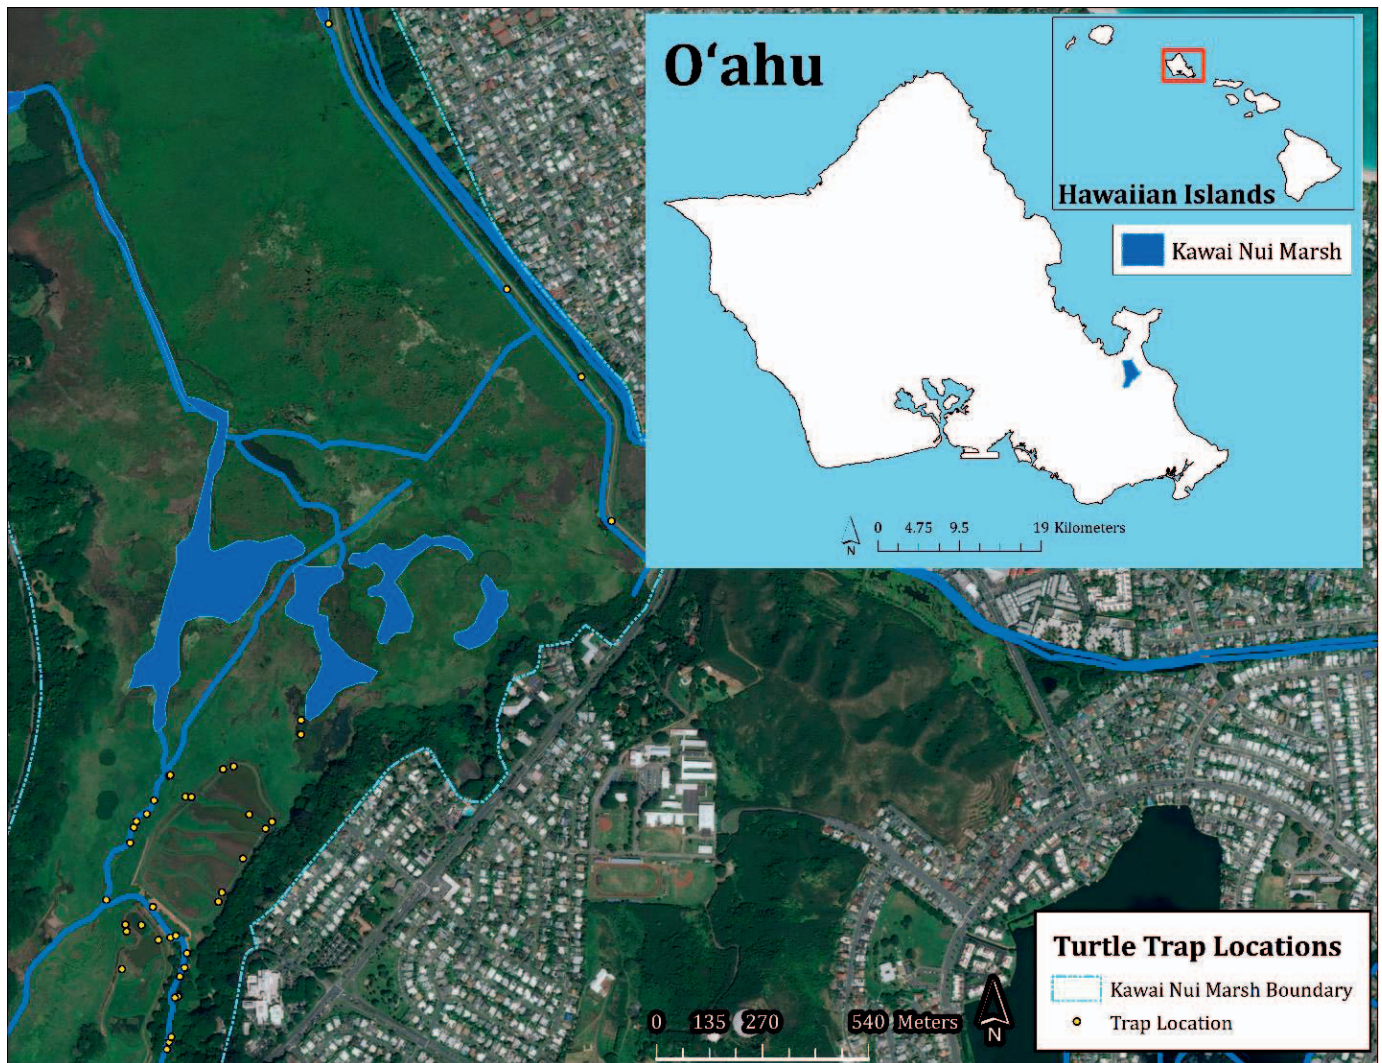 O‘ahu
Hawaiian Islands
Kawai Nui Marsh
0 4.75 9.5 19 Kilometers
N
Turtle Trap Locations
Kawai Nui Marsh Boundary
Trap Location
0 135 270 540 Meters
N